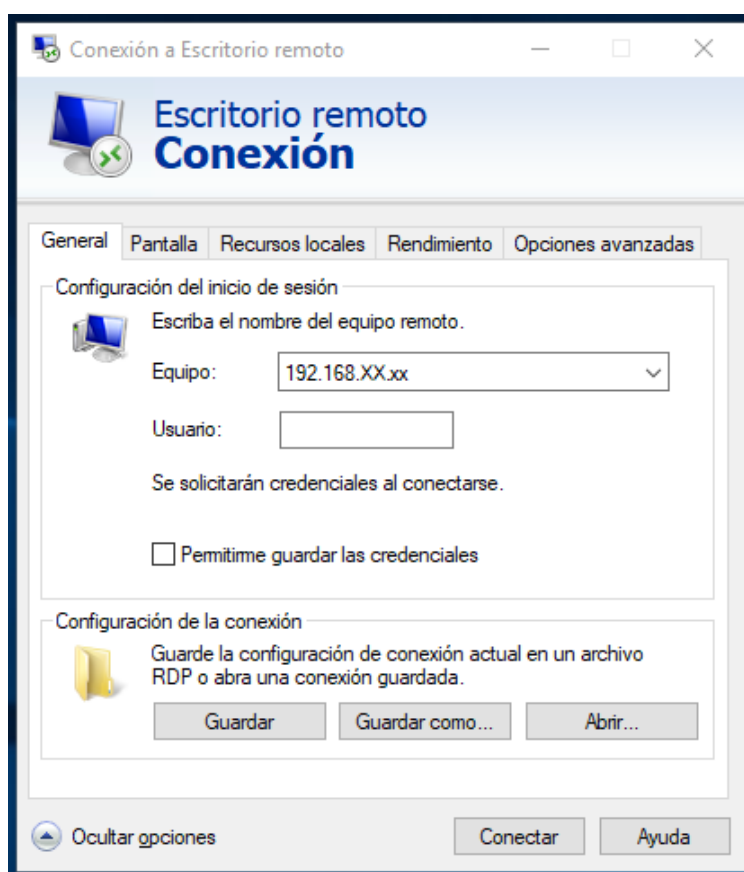 Conexión a Escritorio remoto
Escritorio remoto
Conexión
General Pantalla Recursos locales Rendimiento Opciones avanzadas
Configuración del inicio de sesión
Escriba el nombre del equipo remoto.
Equipo: 192.168.XX.xx
Usuario:
Se solicitarán credenciales al conectarse.
Permitirme guardar las credenciales
Configuración de la conexión
Guarde la configuración de conexión actual en un archivo
RDP o abra una conexión guardada.
Guardar Guardar como... Abrir...
Ocultar opciones Conectar Ayuda